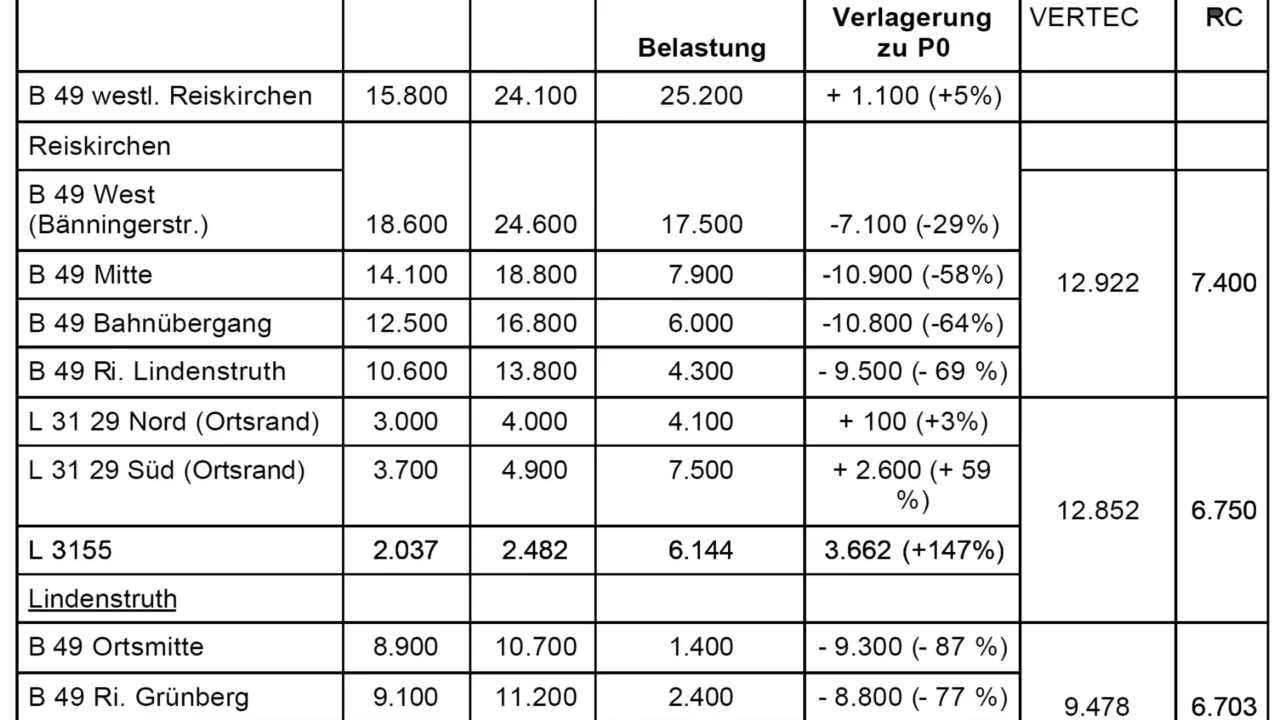 Verlagerung VERTEC RC
Belastung zu P0
B 49 westl. Reiskirchen 15.800 24.100 25.200 + 1.100 (+5%)
Reiskirchen
B 49 West
(Bänningerstr.) 18.600 24.600 17.500 -7.100 (-29%)
B 49 Mitte 14.100 18.800 7.900 -10.900 (-58%) 12.922 7.400
B 49 Bahnübergang 12.500 16.800 6.000 -10.800 (-64%)
B 49 Ri. Lindenstruth 10.600 13.800 4.300 - 9.500 (- 69 %)
L 31 29 Nord (Ortsrand) 3.000 4.000 4.100 + 100 (+3%)
L 31 29 Süd (Ortsrand) 3.700 4.900 7.500 + 2.600 (+ 59
%)
12.852 6.750
L 3155 2.037 2.482 6.144 3.662 (+147%)
Lindenstruth
B 49 Ortsmitte 8.900 10.700 1.400 - 9.300 (- 87 %)
B 49 Ri. Grünberg 9.100 11.200 2.400 - 8.800 (- 77 %) 9.478 6.703